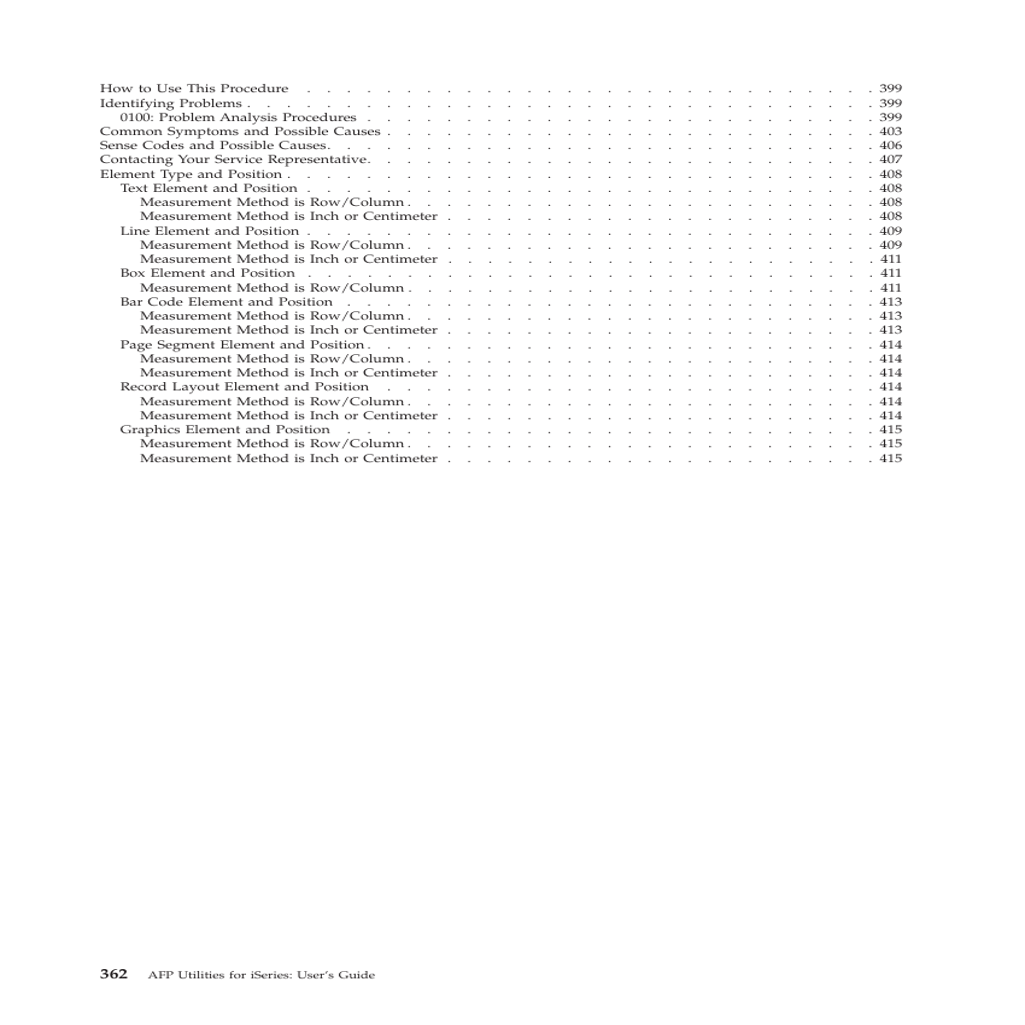 How to Use This Procedure . . . . . . . . . . . . . . . . . . . . . . . . . . . . . 399
Identifying Problems . . . . . . . . . . . . . . . . . . . . . . . . . . . . . . . . 399
0100: Problem Analysis Procedures . . . . . . . . . . . . . . . . . . . . . . . . . . 399
Common Symptoms and Possible Causes . . . . . . . . . . . . . . . . . . . . . . . . . 403
Sense Codes and Possible Causes. . . . . . . . . . . . . . . . . . . . . . . . . . . . 406
Contacting Your Service Representative. . . . . . . . . . . . . . . . . . . . . . . . . . 407
Element Type and Position . . . . . . . . . . . . . . . . . . . . . . . . . . . . . . 408
Text Element and Position . . . . . . . . . . . . . . . . . . . . . . . . . . . . . 408
Measurement Method is Row/Column . . . . . . . . . . . . . . . . . . . . . . . . 408
Measurement Method is Inch or Centimeter . . . . . . . . . . . . . . . . . . . . . . 408
Line Element and Position . . . . . . . . . . . . . . . . . . . . . . . . . . . . . 409
Measurement Method is Row/Column . . . . . . . . . . . . . . . . . . . . . . . . 409
Measurement Method is Inch or Centimeter . . . . . . . . . . . . . . . . . . . . . . 411
Box Element and Position . . . . . . . . . . . . . . . . . . . . . . . . . . . . . 411
Measurement Method is Row/Column . . . . . . . . . . . . . . . . . . . . . . . . 411
Bar Code Element and Position . . . . . . . . . . . . . . . . . . . . . . . . . . . 413
Measurement Method is Row/Column . . . . . . . . . . . . . . . . . . . . . . . . 413
Measurement Method is Inch or Centimeter . . . . . . . . . . . . . . . . . . . . . . 413
Page Segment Element and Position . . . . . . . . . . . . . . . . . . . . . . . . . . 414
Measurement Method is Row/Column . . . . . . . . . . . . . . . . . . . . . . . . 414
Measurement Method is Inch or Centimeter . . . . . . . . . . . . . . . . . . . . . . 414
Record Layout Element and Position . . . . . . . . . . . . . . . . . . . . . . . . . 414
Measurement Method is Row/Column . . . . . . . . . . . . . . . . . . . . . . . . 414
Measurement Method is Inch or Centimeter . . . . . . . . . . . . . . . . . . . . . . 414
Graphics Element and Position . . . . . . . . . . . . . . . . . . . . . . . . . . . 415
Measurement Method is Row/Column . . . . . . . . . . . . . . . . . . . . . . . . 415
Measurement Method is Inch or Centimeter . . . . . . . . . . . . . . . . . . . . . . 415
362 AFP Utilities for iSeries: User's Guide